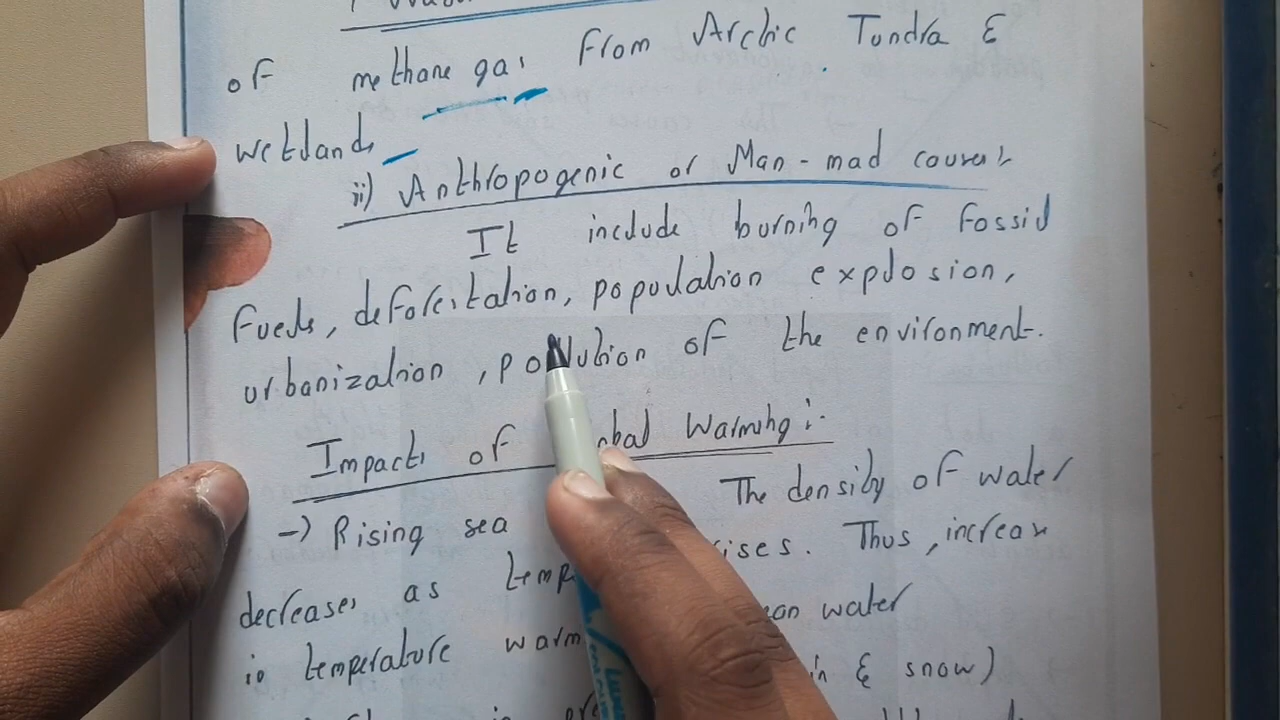 of methane gas From Arctic Tundra &
wetlands
ii) Anthropogenic or Man-mad causes
It include burning of Fossil
Fuels, deforestation, population explosion,
urbanization, pollution of the environment.
Impacts of Global Warming :-
-> Rising sea The density of water
decreases as temp rises. Thus, increase
in temperature warm ocean water
in & snow)